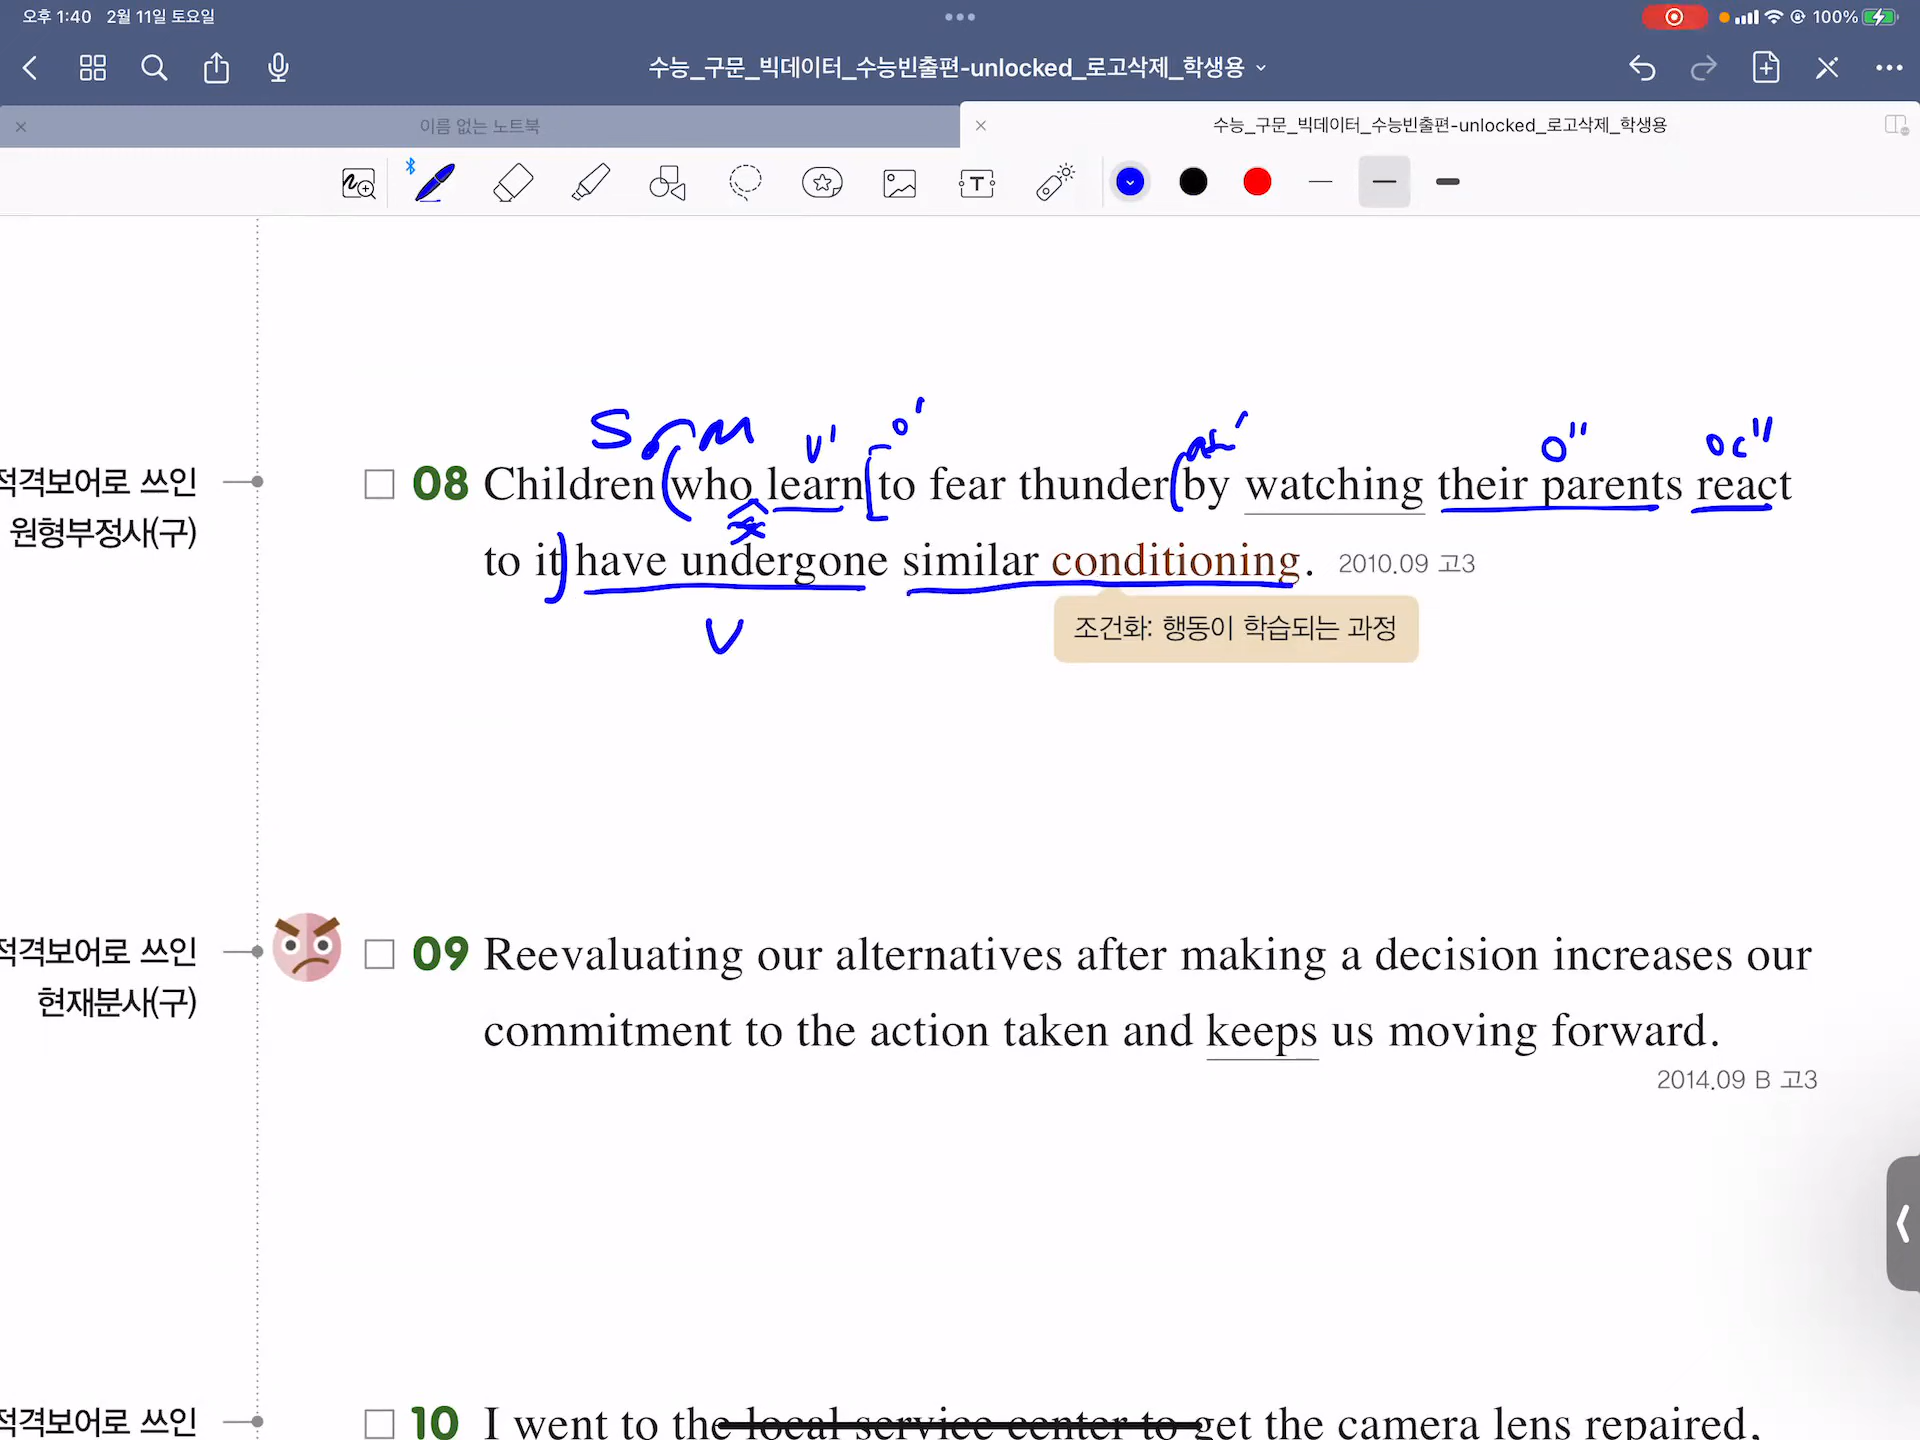 오후 1:40 2월 11일 토요일
100%
수능_구문_빅데이터_수능빈출편-unlocked_로고삭제_학생용
이름 없는 노트북
수능_구문_빅데이터_수능빈출편-unlocked_로고삭제_학생용
S M V' O' O'' OC''
적격보어로 쓰인
원형부정사(구)
08 Children (who learn [to fear thunder (by watching their parents react
to it) have undergone similar conditioning. 2010.09 고3
V
조건화: 행동이 학습되는 과정
적격보어로 쓰인
현재분사(구)
09 Reevaluating our alternatives after making a decision increases our
commitment to the action taken and keeps us moving forward.
2014.09 B 고3
적격보어로 쓰인
10 I went to the local service center to get the camera lens repaired,